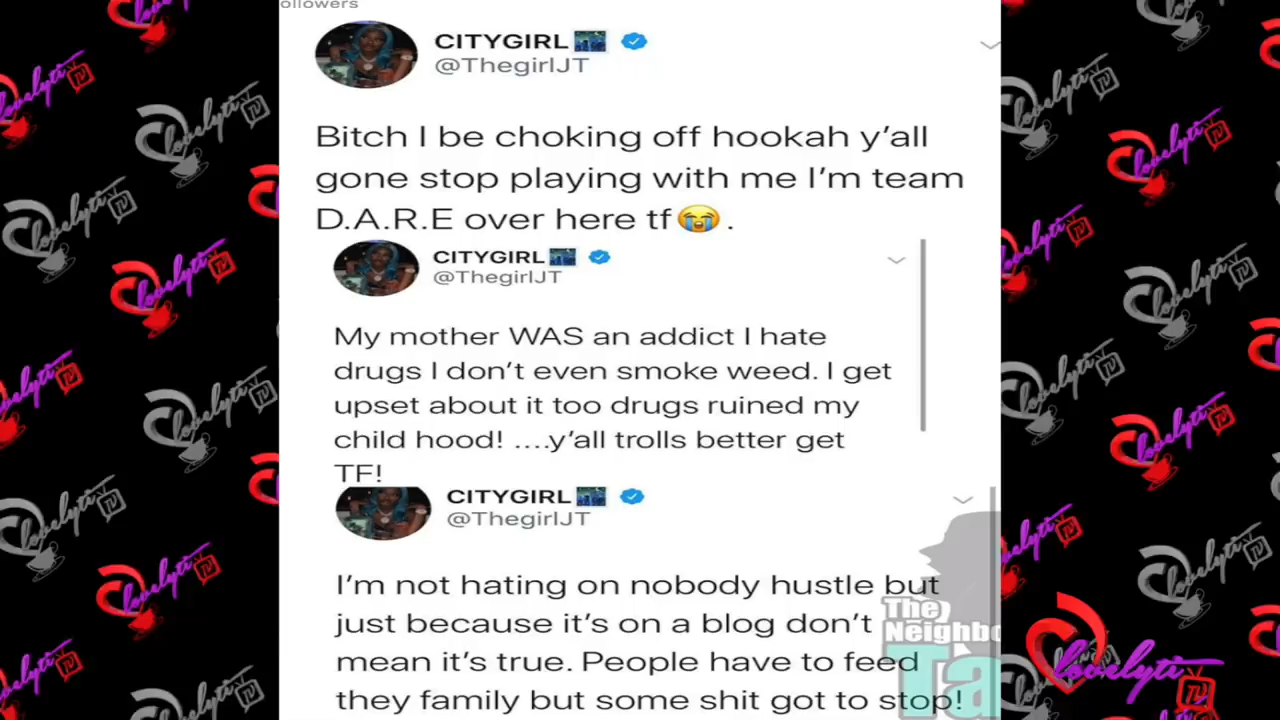 ollowers
CITYGIRL
@ThegirlJT
Bitch I be choking off hookah y'all
gone stop playing with me I'm team
D.A.R.E over here tf😭.
CITYGIRL
@ThegirlJT
My mother WAS an addict I hate
drugs I don't even smoke weed. I get
upset about it too drugs ruined my
child hood! ....y'all trolls better get
TF!
CITYGIRL
@ThegirlJT
I'm not hating on nobody hustle but
just because it's on a blog don't
mean it's true. People have to feed
they family but some shit got to stop!
The
Neighbo
Ta
lovelyti
TV